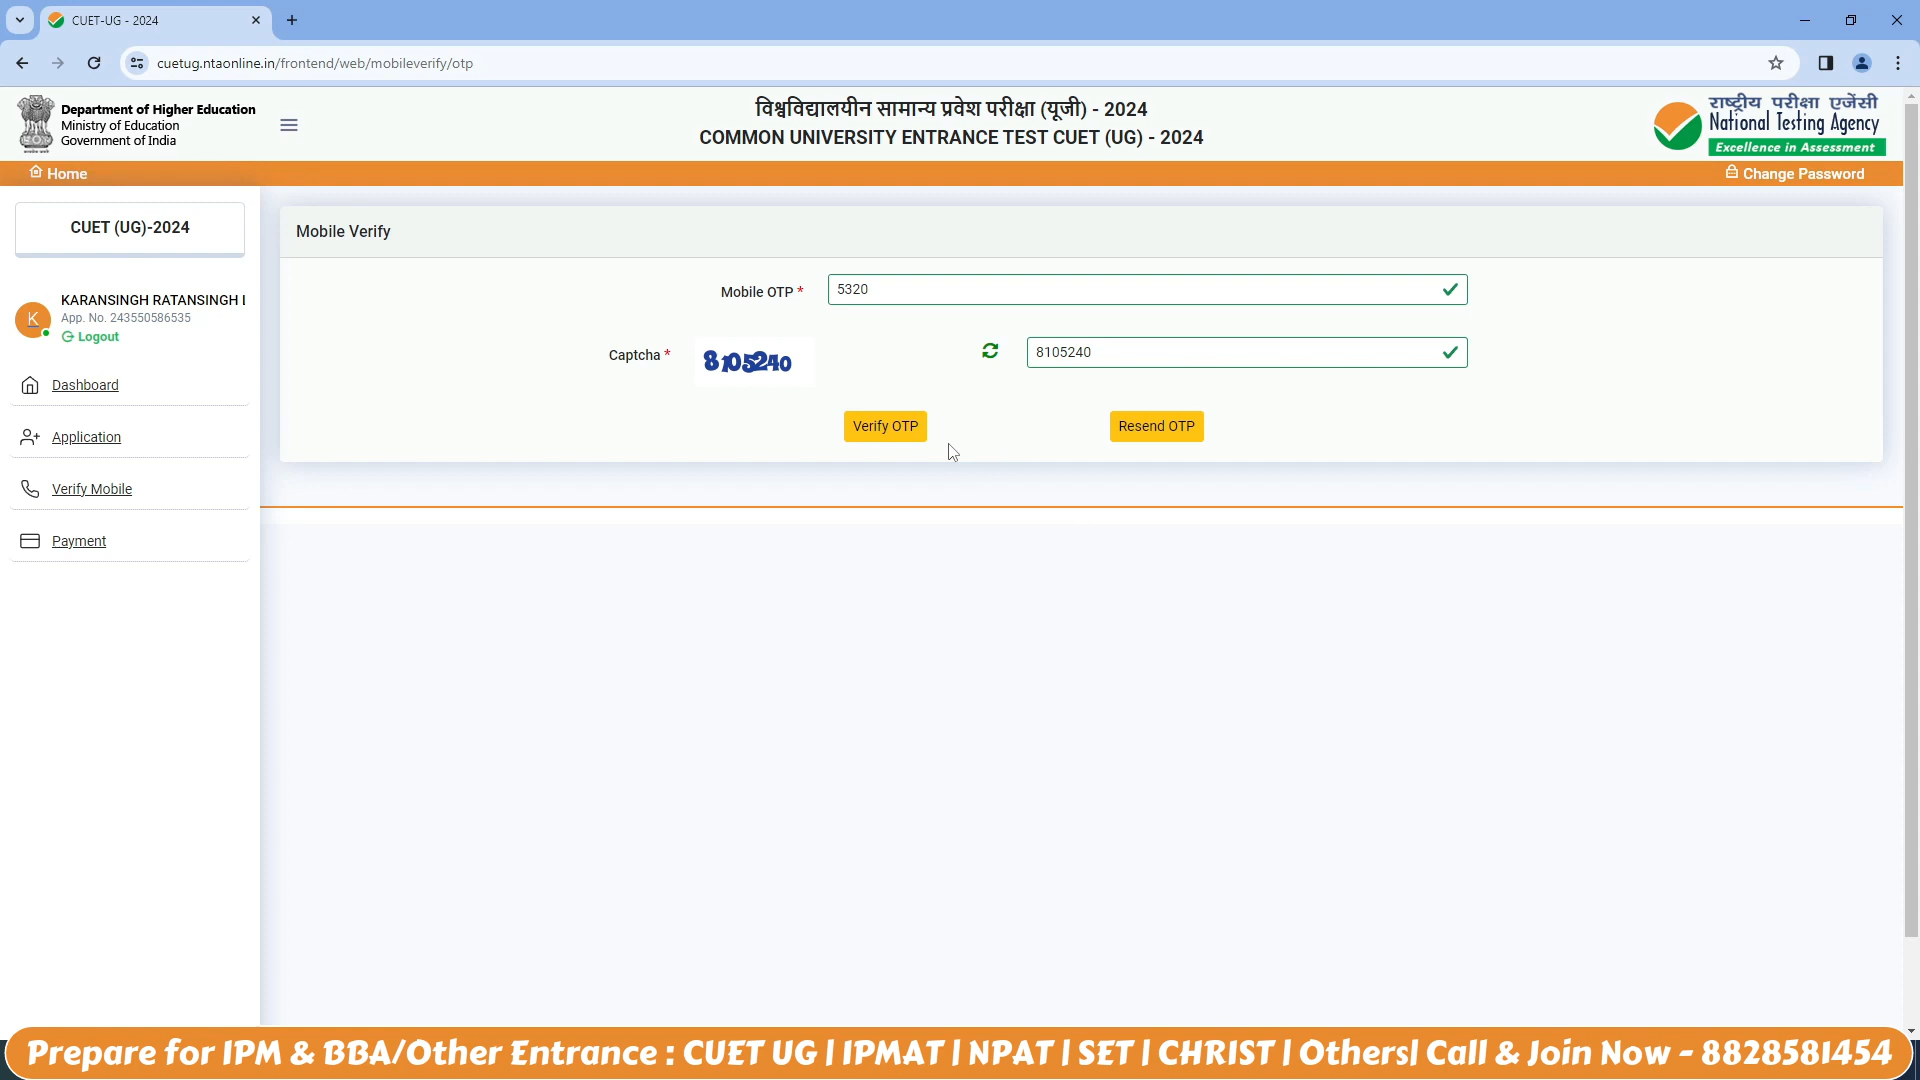 CUET-UG - 2024
cuetug.ntaonline.in/frontend/web/mobileverify/otp
Department of Higher Education
Ministry of Education
Government of India
विश्वविद्यालयीन सामान्य प्रवेश परीक्षा (यूजी) - 2024
COMMON UNIVERSITY ENTRANCE TEST CUET (UG) - 2024
राष्ट्रीय परीक्षा एजेंसी
National Testing Agency
Excellence in Assessment
Home
Change Password
CUET (UG)-2024
KARANSINGH RATANSINGH
K
App. No. 243550586535
Logout
Dashboard
Application
Verify Mobile
Payment
Mobile Verify
Mobile OTP *
5320
Captcha *
8105240
8105240
Verify OTP
Resend OTP
Prepare for IPM & BBA/Other Entrance : CUET UG | IPMAT | NPAT | SET | CHRIST | Others| Call & Join Now - 8828581454